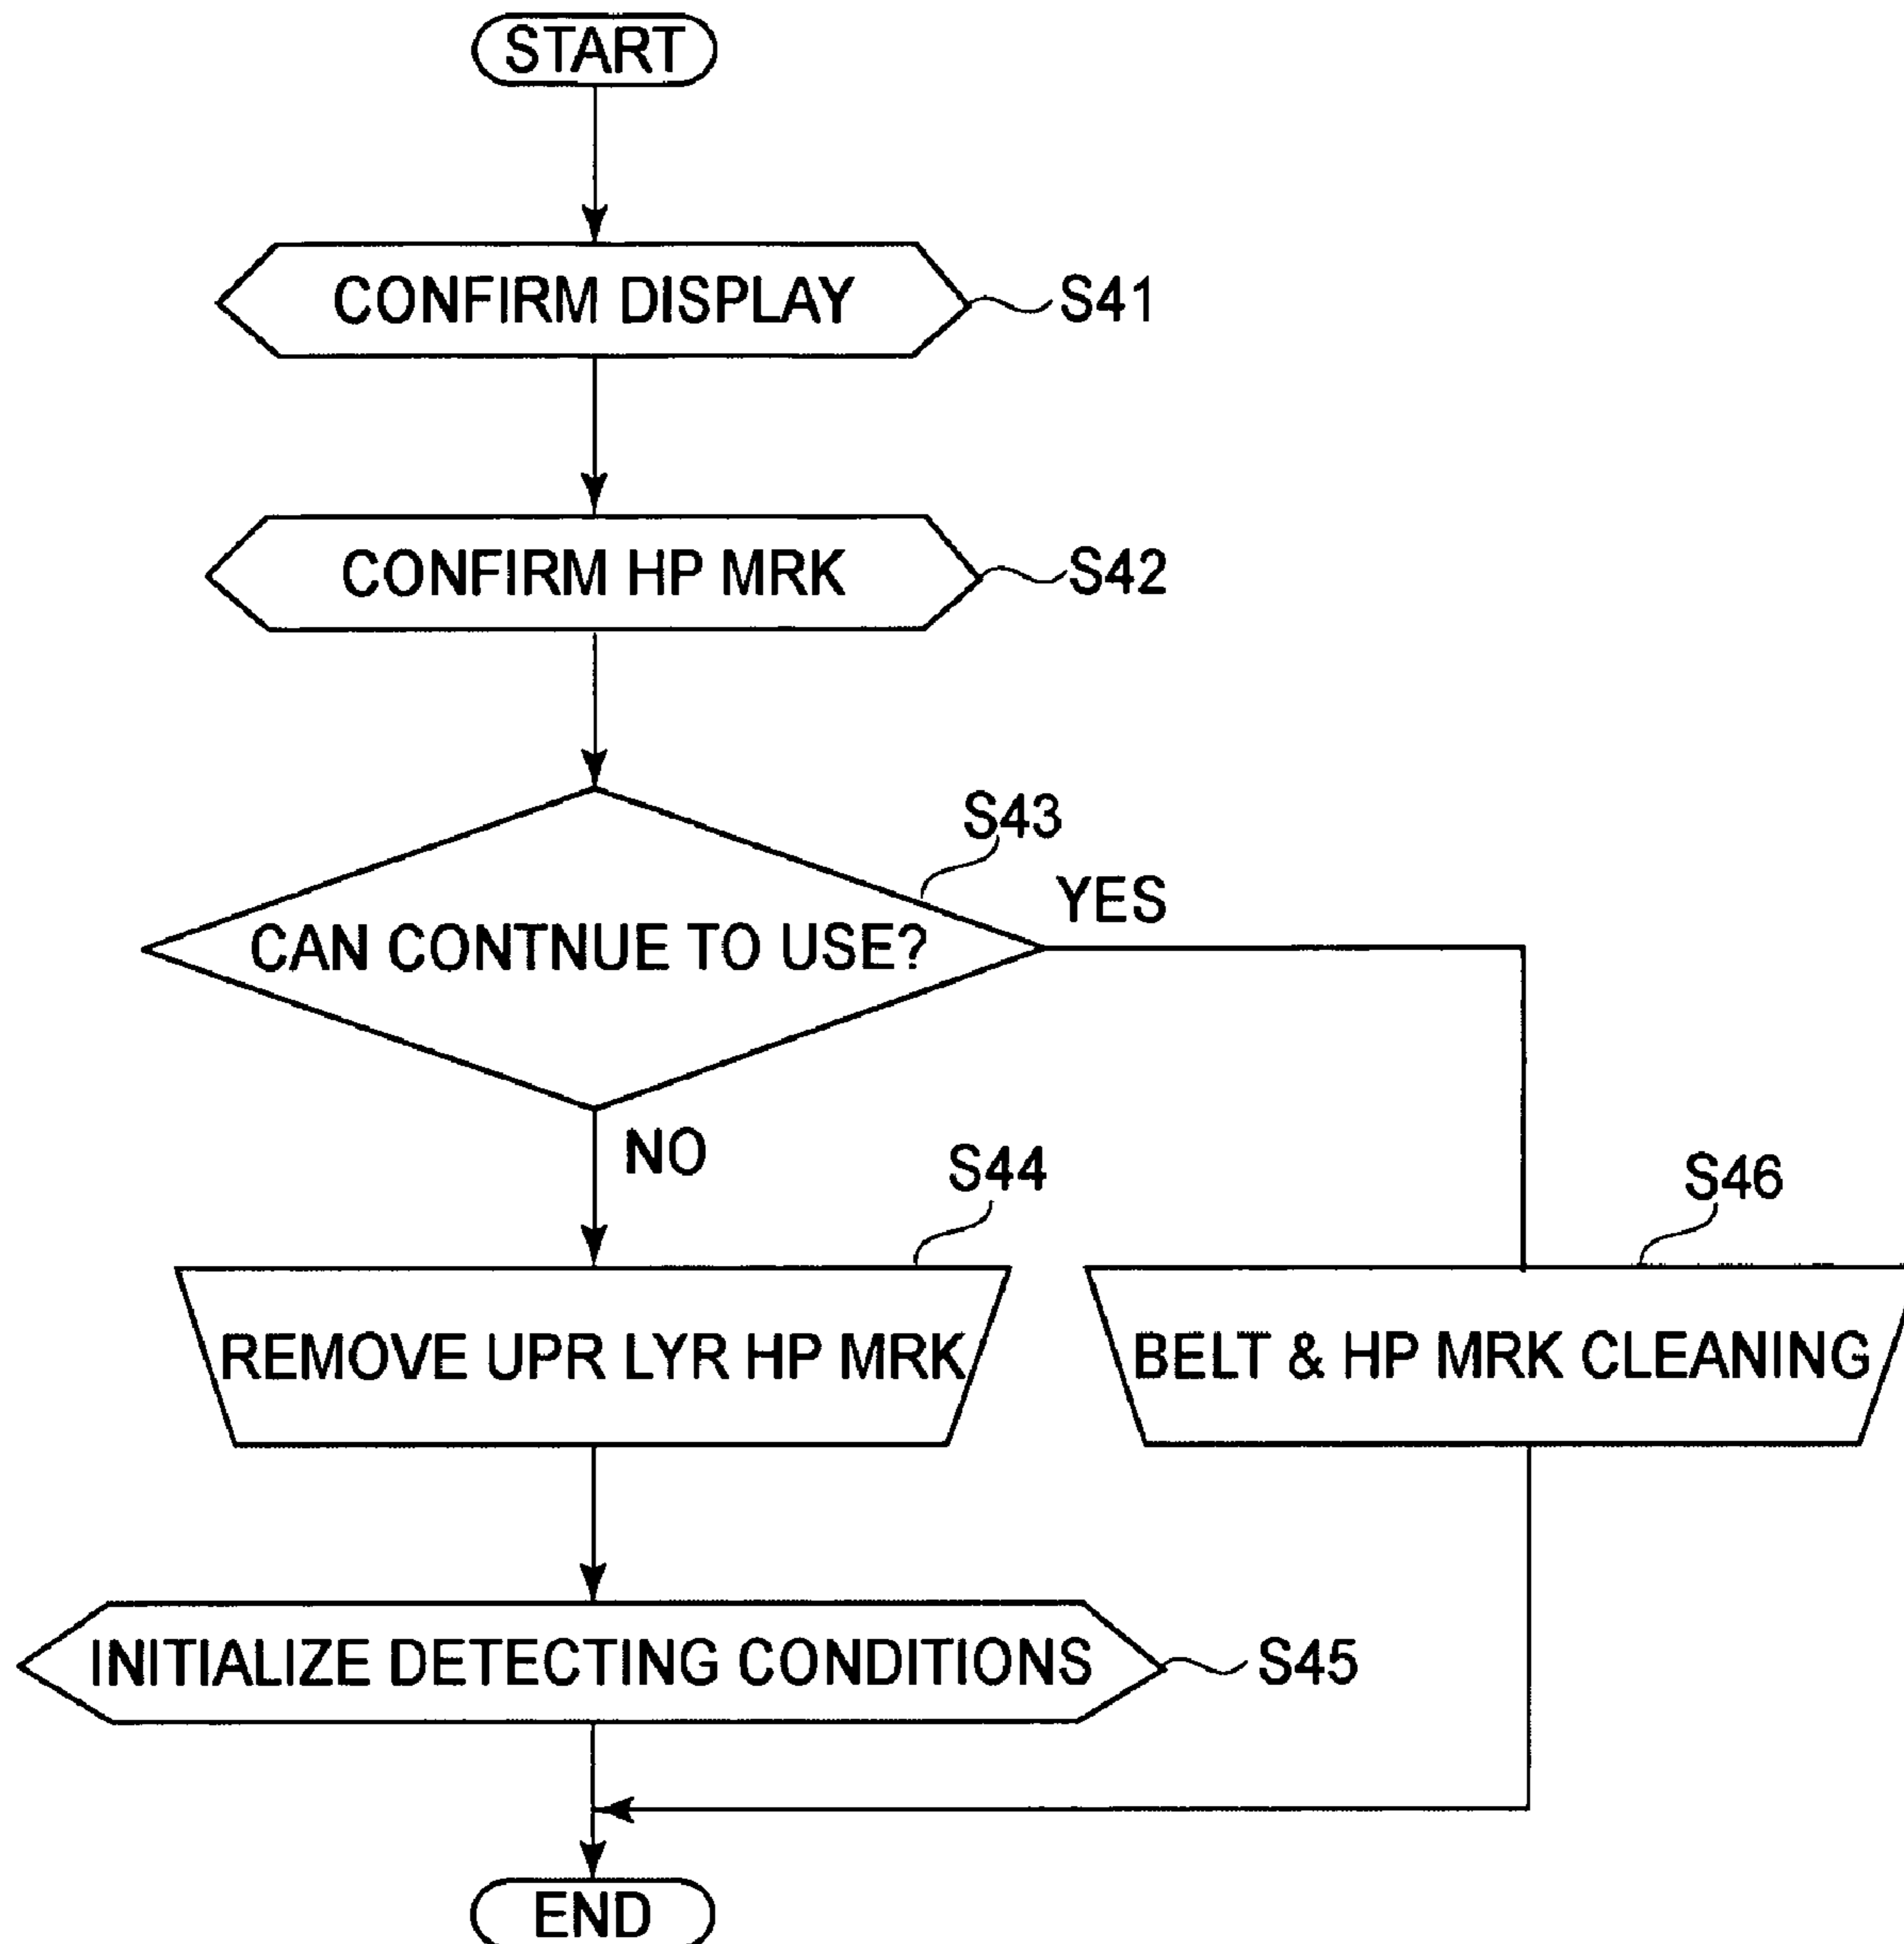 START
CONFIRM DISPLAY
S41
CONFIRM HP MRK
S42
S43
CAN CONTNUE TO USE?
YES
NO
S44
S46
REMOVE UPR LYR HP MRK
BELT & HP MRK CLEANING
INITIALIZE DETECTING CONDITIONS
S45
END